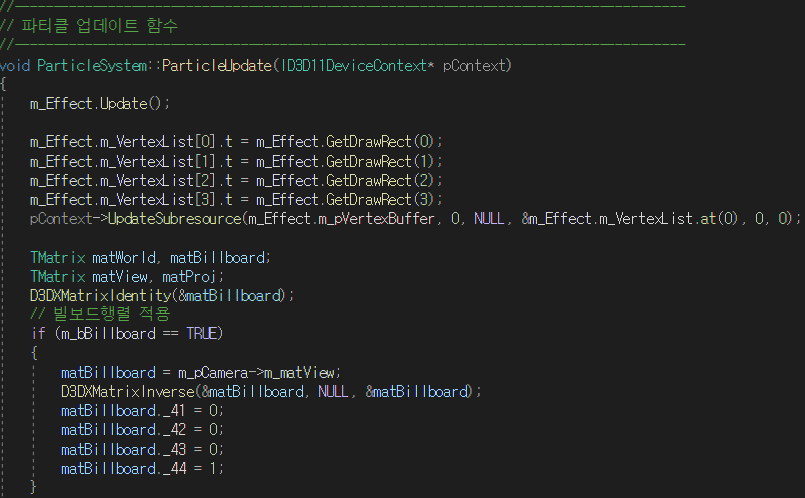 //--------------------------------------------------------------------------------------
// 파티클 업데이트 함수
//--------------------------------------------------------------------------------------
void ParticleSystem::ParticleUpdate(ID3D11DeviceContext* pContext)
{
    m_Effect.Update();
    m_Effect.m_VertexList[0].t = m_Effect.GetDrawRect(0);
    m_Effect.m_VertexList[1].t = m_Effect.GetDrawRect(1);
    m_Effect.m_VertexList[2].t = m_Effect.GetDrawRect(2);
    m_Effect.m_VertexList[3].t = m_Effect.GetDrawRect(3);
    pContext->UpdateSubresource(m_Effect.m_pVertexBuffer, 0, NULL, &m_Effect.m_VertexList.at(0), 0, 0);
    TMatrix matWorld, matBillboard;
    TMatrix matView, matProj;
    D3DXMatrixIdentity(&matBillboard);
    // 빌보드행렬 적용
    if (m_bBillboard == TRUE)
    {
        matBillboard = m_pCamera->m_matView;
        D3DXMatrixInverse(&matBillboard, NULL, &matBillboard);
        matBillboard._41 = 0;
        matBillboard._42 = 0;
        matBillboard._43 = 0;
        matBillboard._44 = 1;
    }